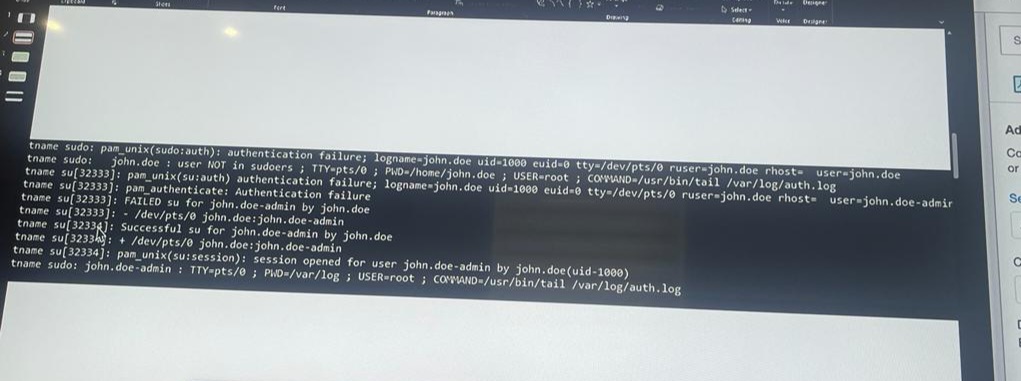 Font
Paragraph
Drawing
Select
Editing
Voice
Designer
Designer
S
Ad
Co
or
Se
C
tname sudo: pam_unix(sudo:auth): authentication failure; logname=john.doe uid=1000 euid=0 tty=/dev/pts/0 ruser=john.doe rhost= user=john.doe
tname sudo: john.doe : user NOT in sudoers ; TTY=pts/0 ; PWD=/home/john.doe ; USER=root ; COMMAND=/usr/bin/tail /var/log/auth.log
tname su[32333]: pam_unix(su:auth) authentication failure; logname=john.doe uid=1000 euid=0 tty=/dev/pts/0 ruser=john.doe rhost= user=john.doe-admir
tname su[32333]: pam_authenticate: Authentication failure
tname su[32333]: FAILED su for john.doe-admin by john.doe
tname su[32333]: - /dev/pts/0 john.doe:john.doe-admin
tname su[32334]: Successful su for john.doe-admin by john.doe
tname su[32334]: + /dev/pts/0 john.doe:john.doe-admin
tname su[32334]: pam_unix(su:session): session opened for user john.doe-admin by john.doe(uid-1000)
tname sudo: john.doe-admin : TTY=pts/0 ; PWD=/var/log ; USER=root ; COMMAND=/usr/bin/tail /var/log/auth.log